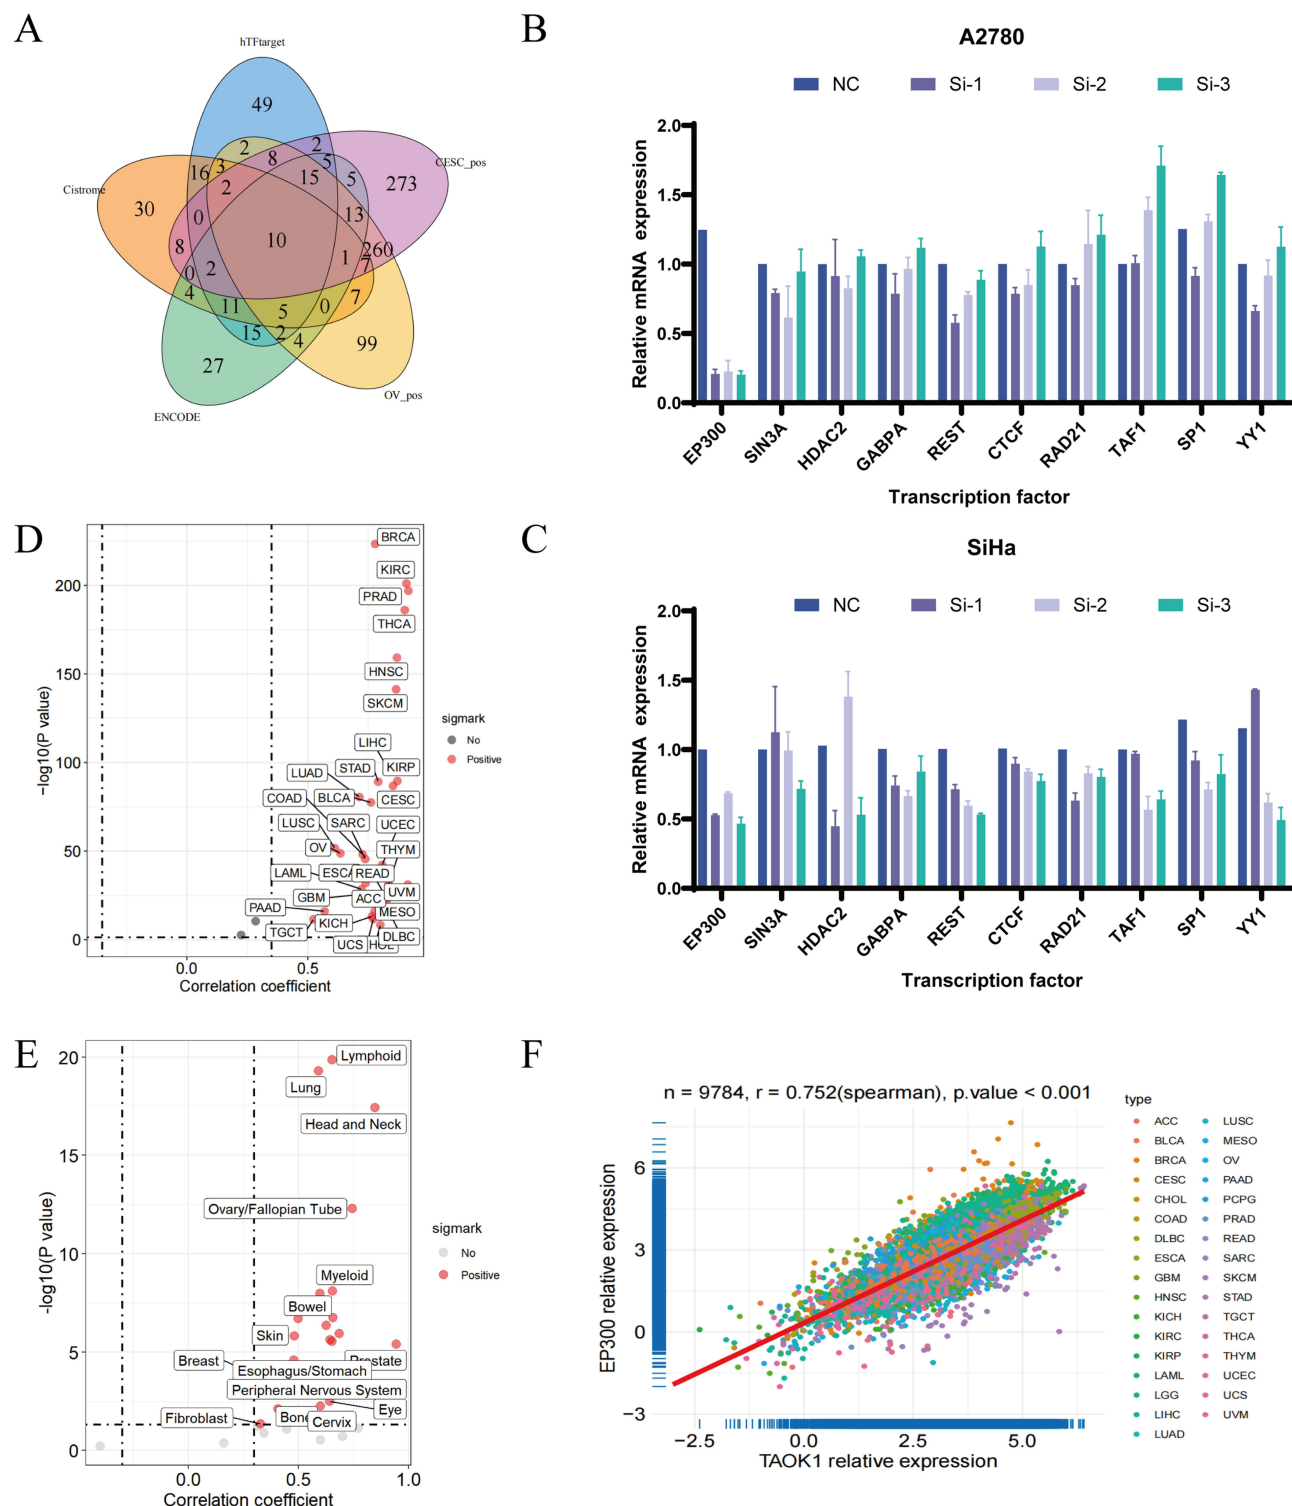 A
hTFtarget
CESC_pos
Cistrome
ENCODE
OV_pos
49
2
8
2
5
5
273
16
3
2
15
13
30
0
8
10
260
1
7
0
2
4
11
5
0
7
15
2
4
99
27
B
A2780
NC Si-1 Si-2 Si-3
Relative mRNA expression
2.0
1.5
1.0
0.5
0.0
EP300 SIN3A HDAC2 GABPA REST CTCF RAD21 TAF1 SP1 YY1
Transcription factor
C
SiHa
NC Si-1 Si-2 Si-3
Relative mRNA expression
2.0
1.5
1.0
0.5
0.0
EP300 SIN3A HDAC2 GABPA REST CTCF RAD21 TAF1 SP1 YY1
Transcription factor
D
−log10(P value)
200
150
100
50
0
BRCA
KIRC
PRAD
THCA
HNSC
SKCM
LIHC
STAD
KIRP
LUAD
COAD
BLCA
CESC
LUSC
SARC
UCEC
OV
THYM
LAML
ESCA
READ
GBM
ACC
UVM
PAAD
MESO
TGCT
KICH
DLBC
UCS
0.0 0.5
Correlation coefficient
sigmark
No
Positive
E
-log10(P value)
20
15
10
5
0
Lymphoid
Lung
Head and Neck
Ovary/Fallopian Tube
Myeloid
Bowel
Skin
Breast
Prostate
Esophagus/Stomach
Peripheral Nervous System
Eye
Fibroblast
Bone
Cervix
0.0 0.5 1.0
Correlation coefficient
sigmark
No
Positive
F
n = 9784, r = 0.752(spearman), p.value < 0.001
EP300 relative expression
6
3
0
−3
−2.5 0.0 2.5 5.0
TAOK1 relative expression
type
ACC LUSC
BLCA MESO
BRCA OV
CESC PAAD
CHOL PCPG
COAD PRAD
DLBC READ
ESCA SARC
GBM SKCM
HNSC STAD
KICH TGCT
KIRC THCA
KIRP THYM
LAML UCEC
LGG UCS
LIHC UVM
LUAD